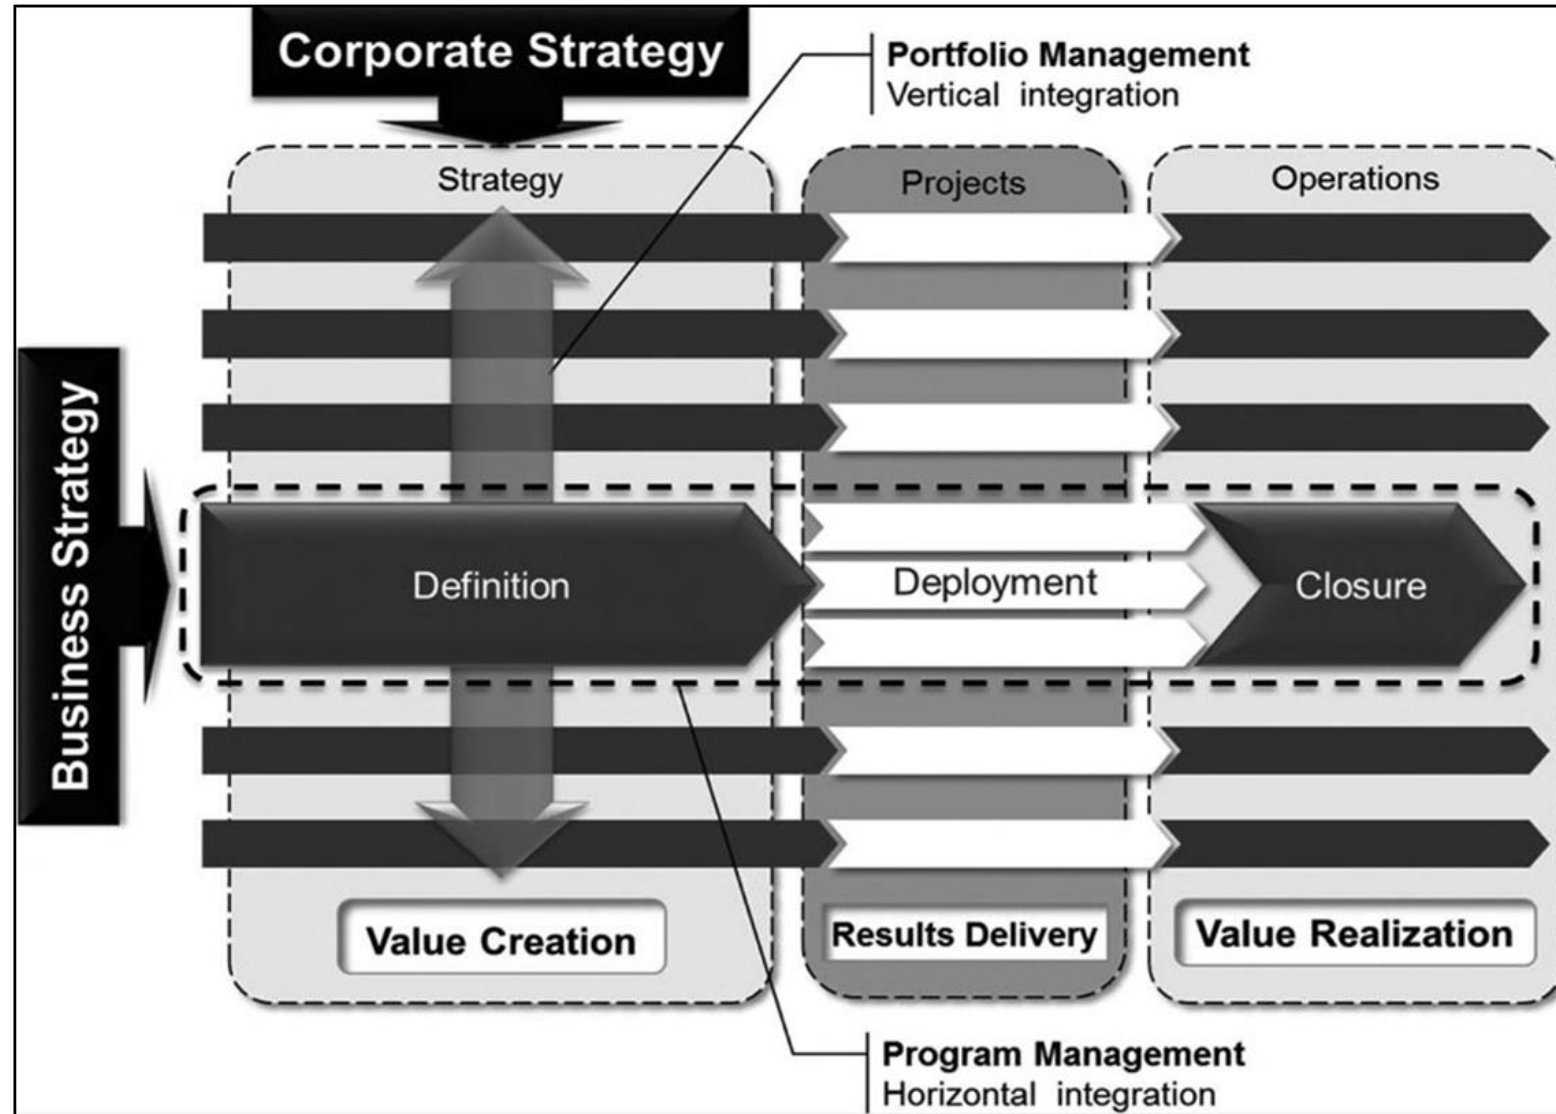 Corporate Strategy
Portfolio Management
Vertical integration
Strategy
Projects
Operations
Business Strategy
Definition
Deployment
Closure
Value Creation
Results Delivery
Value Realization
Program Management
Horizontal integration